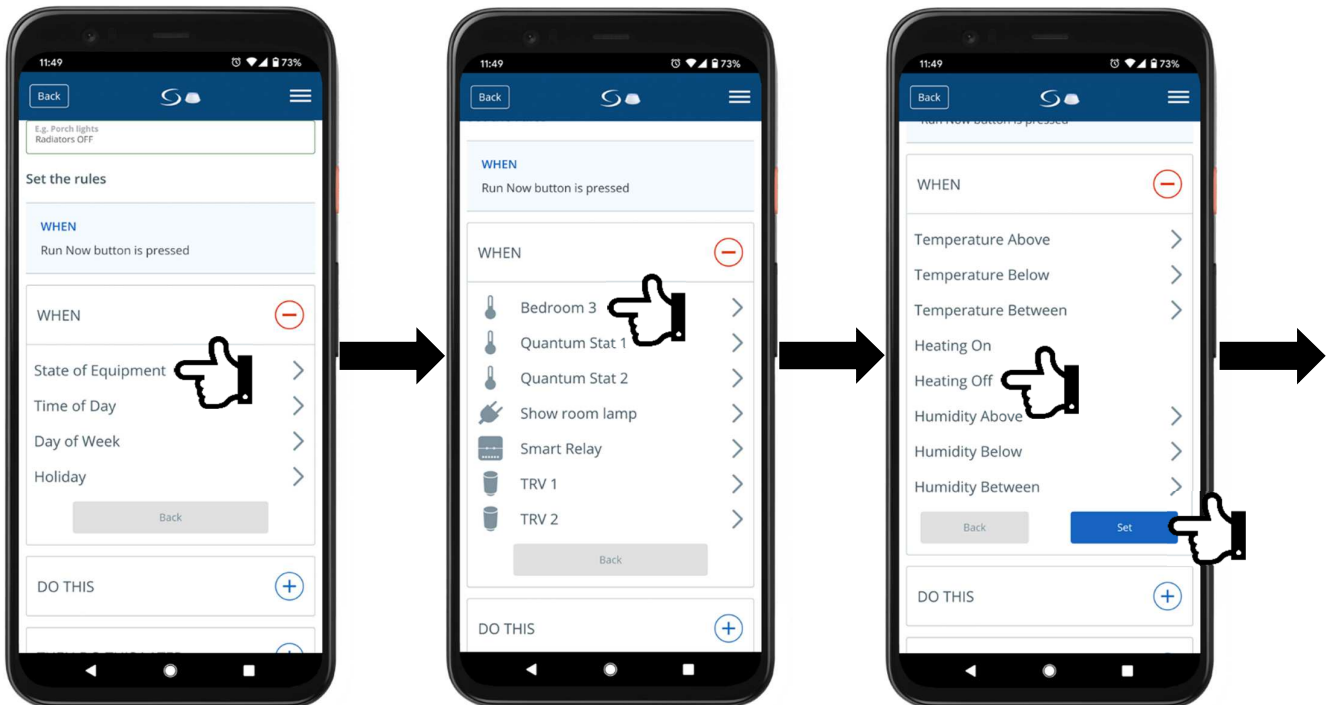 11:49
73%
Back
E.g. Porch lights
Radiators OFF
Set the rules
WHEN
Run Now button is pressed
WHEN
State of Equipment
Time of Day
Day of Week
Holiday
Back
DO THIS
11:49
73%
Back
WHEN
Run Now button is pressed
WHEN
Bedroom 3
Quantum Stat 1
Quantum Stat 2
Show room lamp
Smart Relay
TRV 1
TRV 2
Back
DO THIS
11:49
73%
Back
Run Now button is pressed
WHEN
Temperature Above
Temperature Below
Temperature Between
Heating On
Heating Off
Humidity Above
Humidity Below
Humidity Between
Back
Set
DO THIS